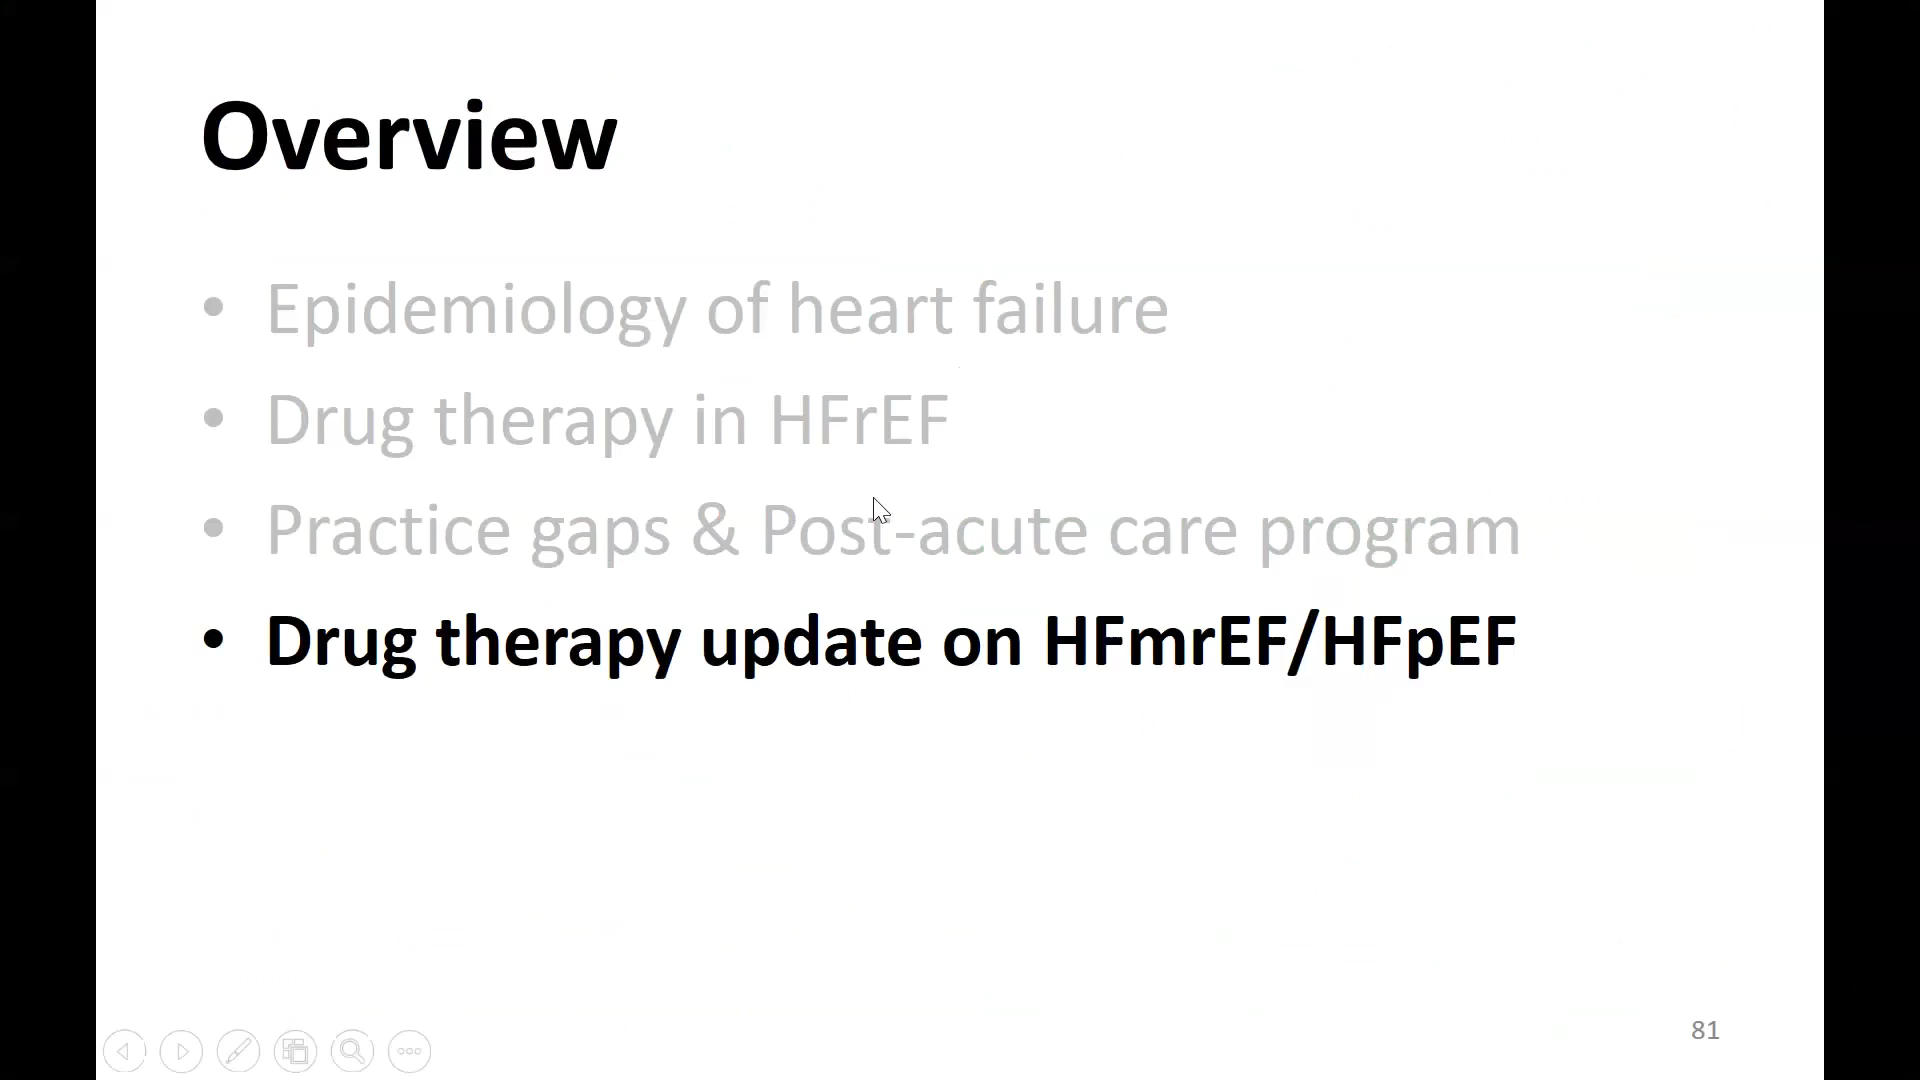 Overview
• Epidemiology of heart failure
• Drug therapy in HFrEF
• Practice gaps & Post-acute care program
• Drug therapy update on HFmrEF/HFpEF
81